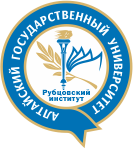 АЛТАЙСКИЙ ГОСУДАРСТВЕННЫЙ УНИВЕРСИТЕТ
Рубцовский
институт